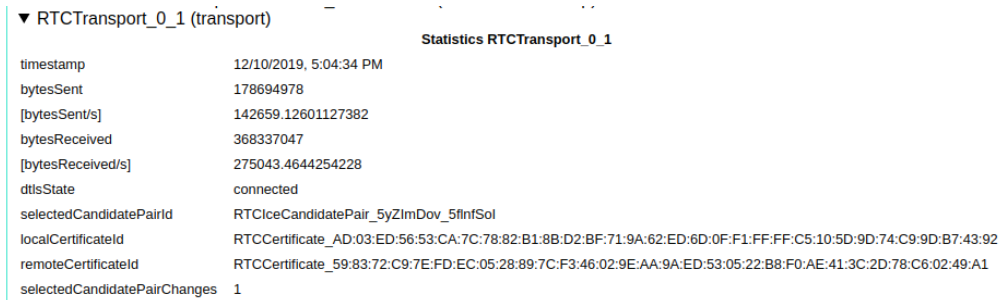 ▼ RTCTransport_0_1 (transport)
Statistics RTCTransport_0_1
timestamp 12/10/2019, 5:04:34 PM
bytesSent 178694978
[bytesSent/s] 142659.12601127382
bytesReceived 368337047
[bytesReceived/s] 275043.4644254228
dtlsState connected
selectedCandidatePairId RTCIceCandidatePair_5yZImDov_5flnfSoI
localCertificateId RTCCertificate_AD:03:ED:56:53:CA:7C:78:82:B1:8B:D2:BF:71:9A:62:ED:6D:0F:F1:FF:FF:C5:10:5D:9D:74:C9:9D:B7:43:92
remoteCertificateId RTCCertificate_59:83:72:C9:7E:FD:EC:05:28:89:7C:F3:46:02:9E:AA:9A:ED:53:05:22:B8:F0:AE:41:3C:2D:78:C6:02:49:A1
selectedCandidatePairChanges 1